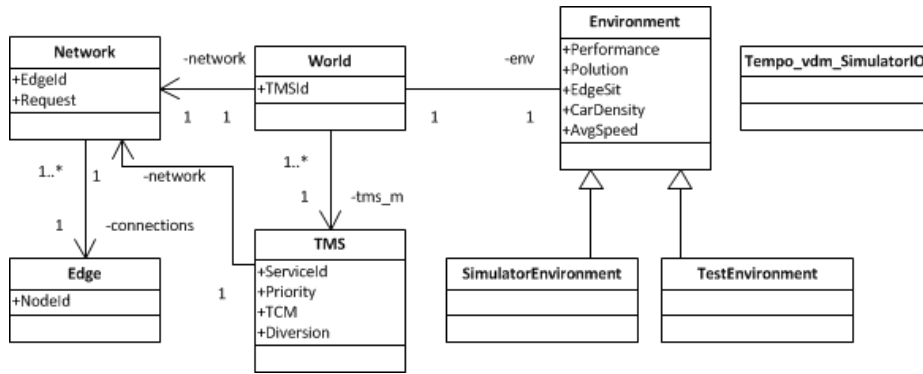 Network
+EdgeId
+Request
-network
1
1
World
+TMSId
-env
1
1
Environment
+Performance
+Polution
+EdgeSit
+CarDensity
+AvgSpeed
Tempo_vdm_SimulatorIO
1..*
1
-network
1
-connections
1..*
1
-tms_m
Edge
+NodeId
1
TMS
+ServiceId
+Priority
+TCM
+Diversion
SimulatorEnvironment
TestEnvironment